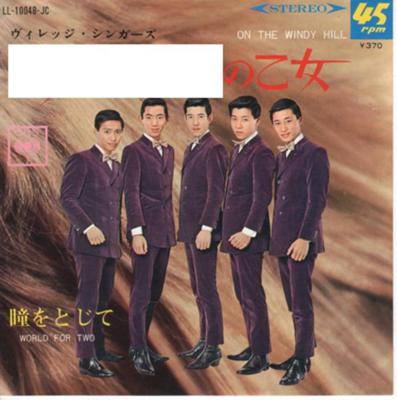 LL-10048-JC
STEREO
45 rpm
¥370
ヴィレッジ・シンガーズ
ON THE WINDY HILL
の乙女
CBS
瞳をとじて
WORLD FOR TWO